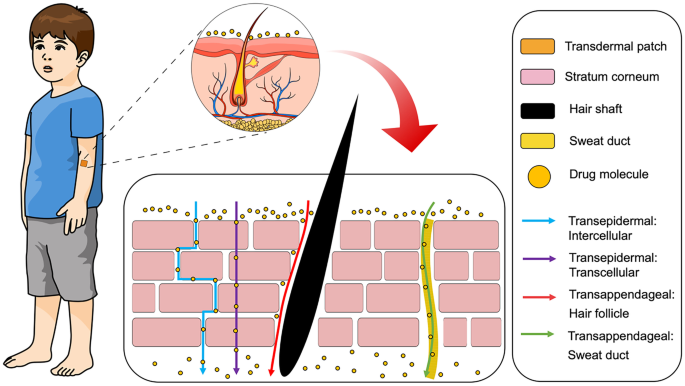 Transdermal patch
Stratum corneum
Hair shaft
Sweat duct
Drug molecule
Transepidermal:
Intercellular
Transepidermal:
Transcellular
Transappendageal:
Hair follicle
Transappendageal:
Sweat duct